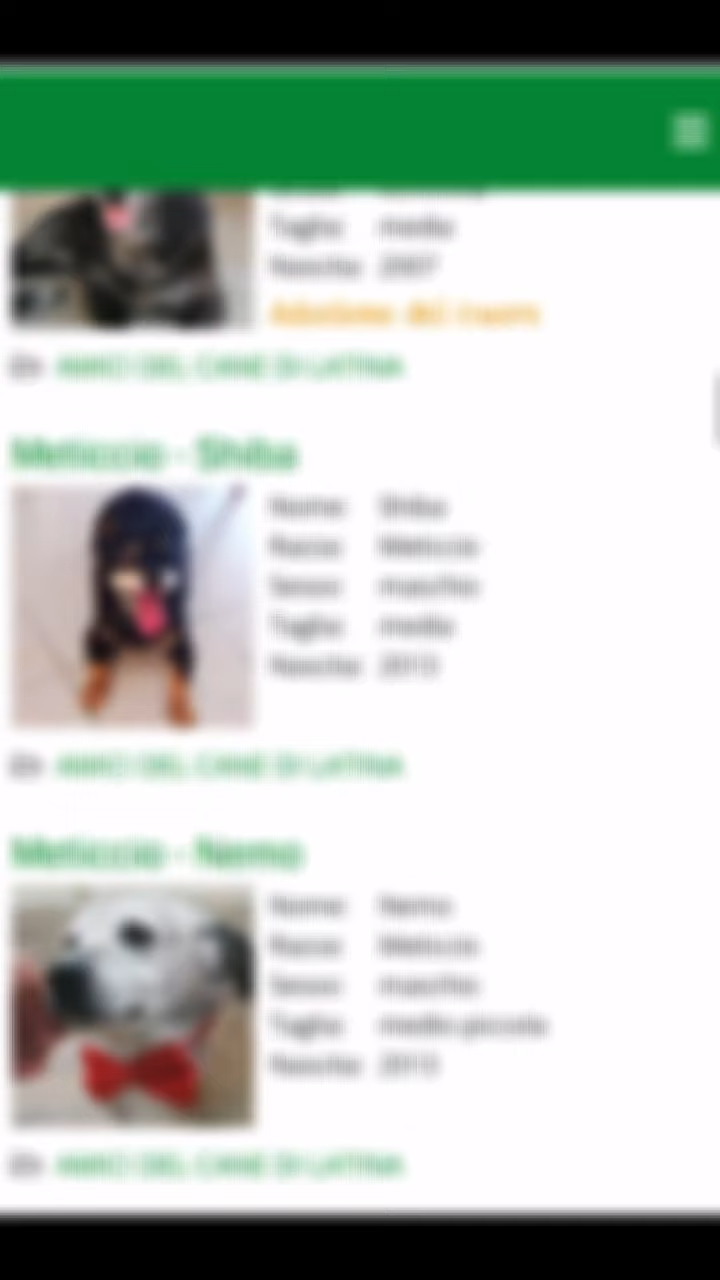 Taglia: media
Nascita: 2007
Adozione del cuore
Di: AMICI DEL CANE DI LATINA
Meticcio - Shiba
Nome: Shiba
Razza: Meticcio
Sesso: maschio
Taglia: media
Nascita: 2013
Di: AMICI DEL CANE DI LATINA
Meticcio - Nemo
Nome: Nemo
Razza: Meticcio
Sesso: maschio
Taglia: medio-piccola
Nascita: 2013
Di: AMICI DEL CANE DI LATINA